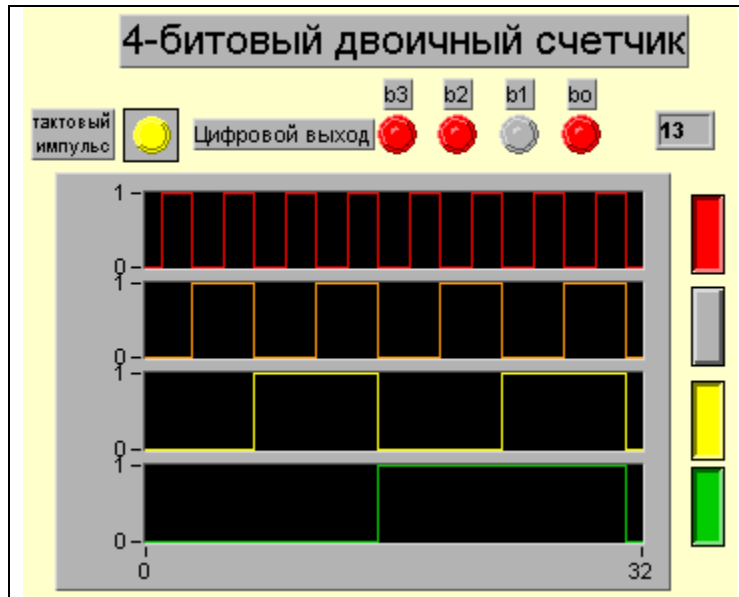 4-битовый двоичный счетчик
b3 b2 b1 bo
тактовый
импульс
Цифровой выход
13
1
0
1
0
1
0
1
0
0 32